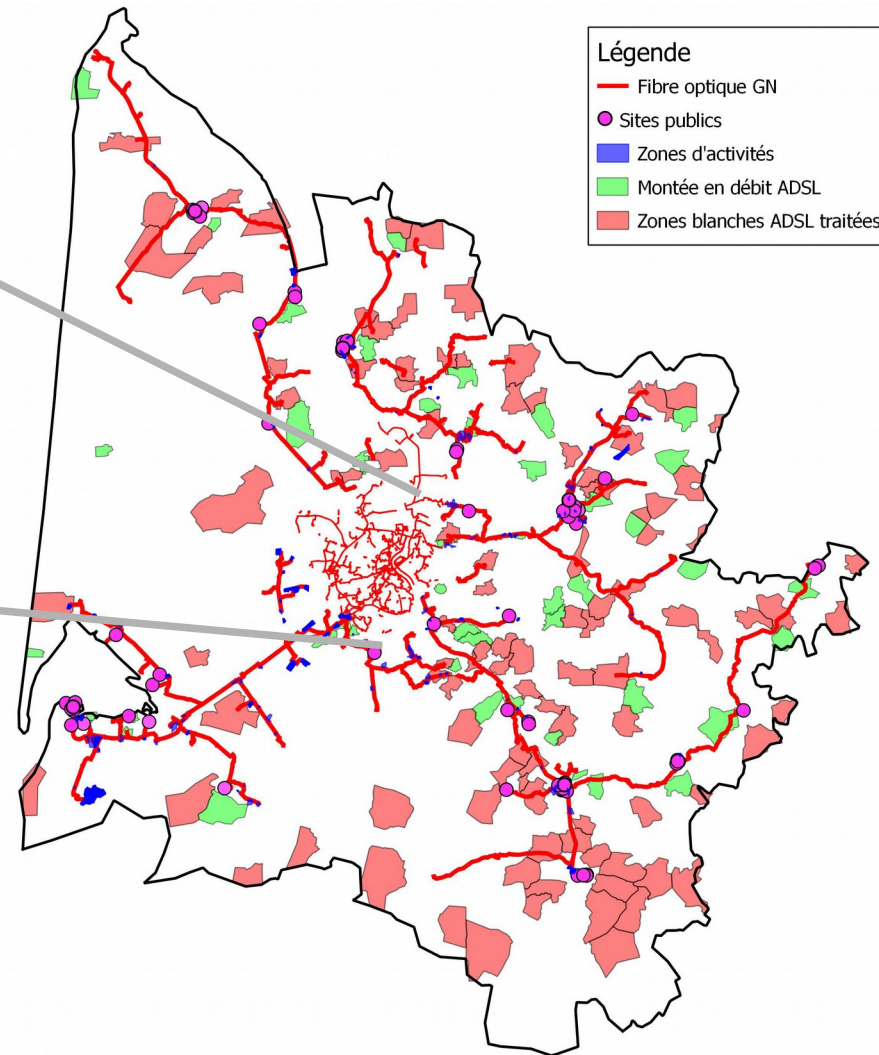 Légende
Fibre optique GN
Sites publics
Zones d'activités
Montée en débit ADSL
Zones blanches ADSL traitées